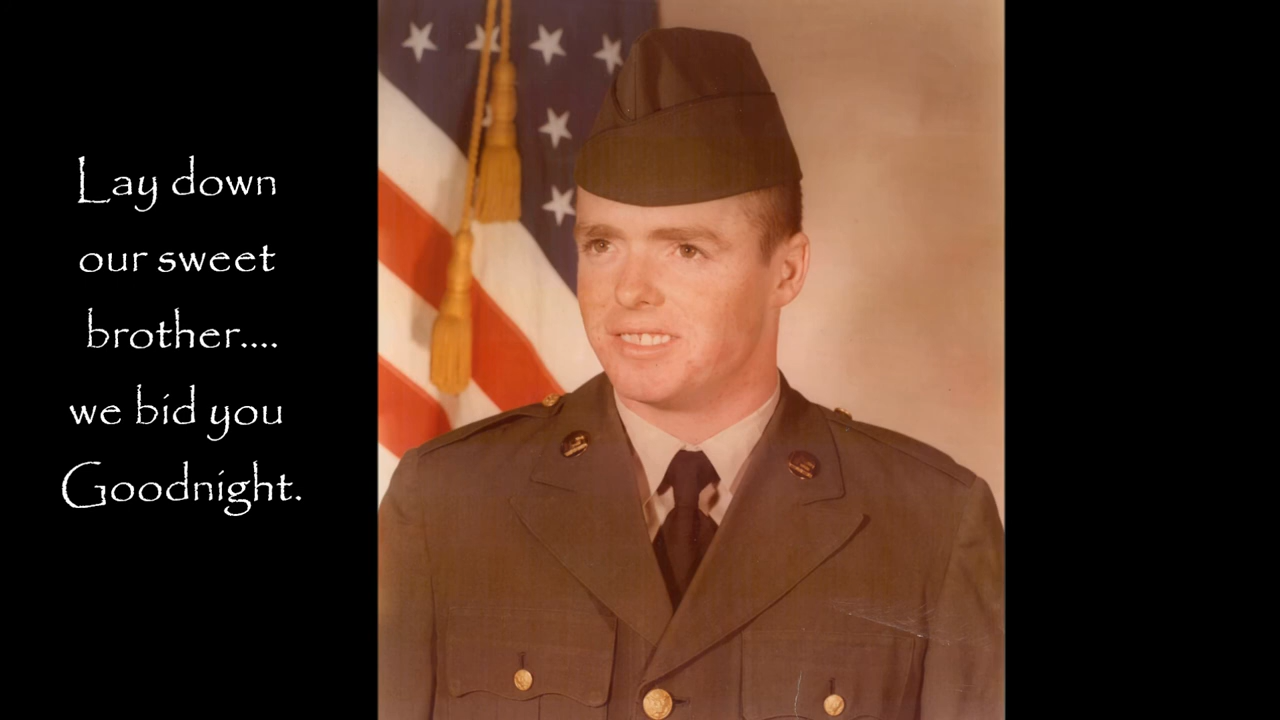 Lay down
our sweet
brother....
we bid you
Goodnight.